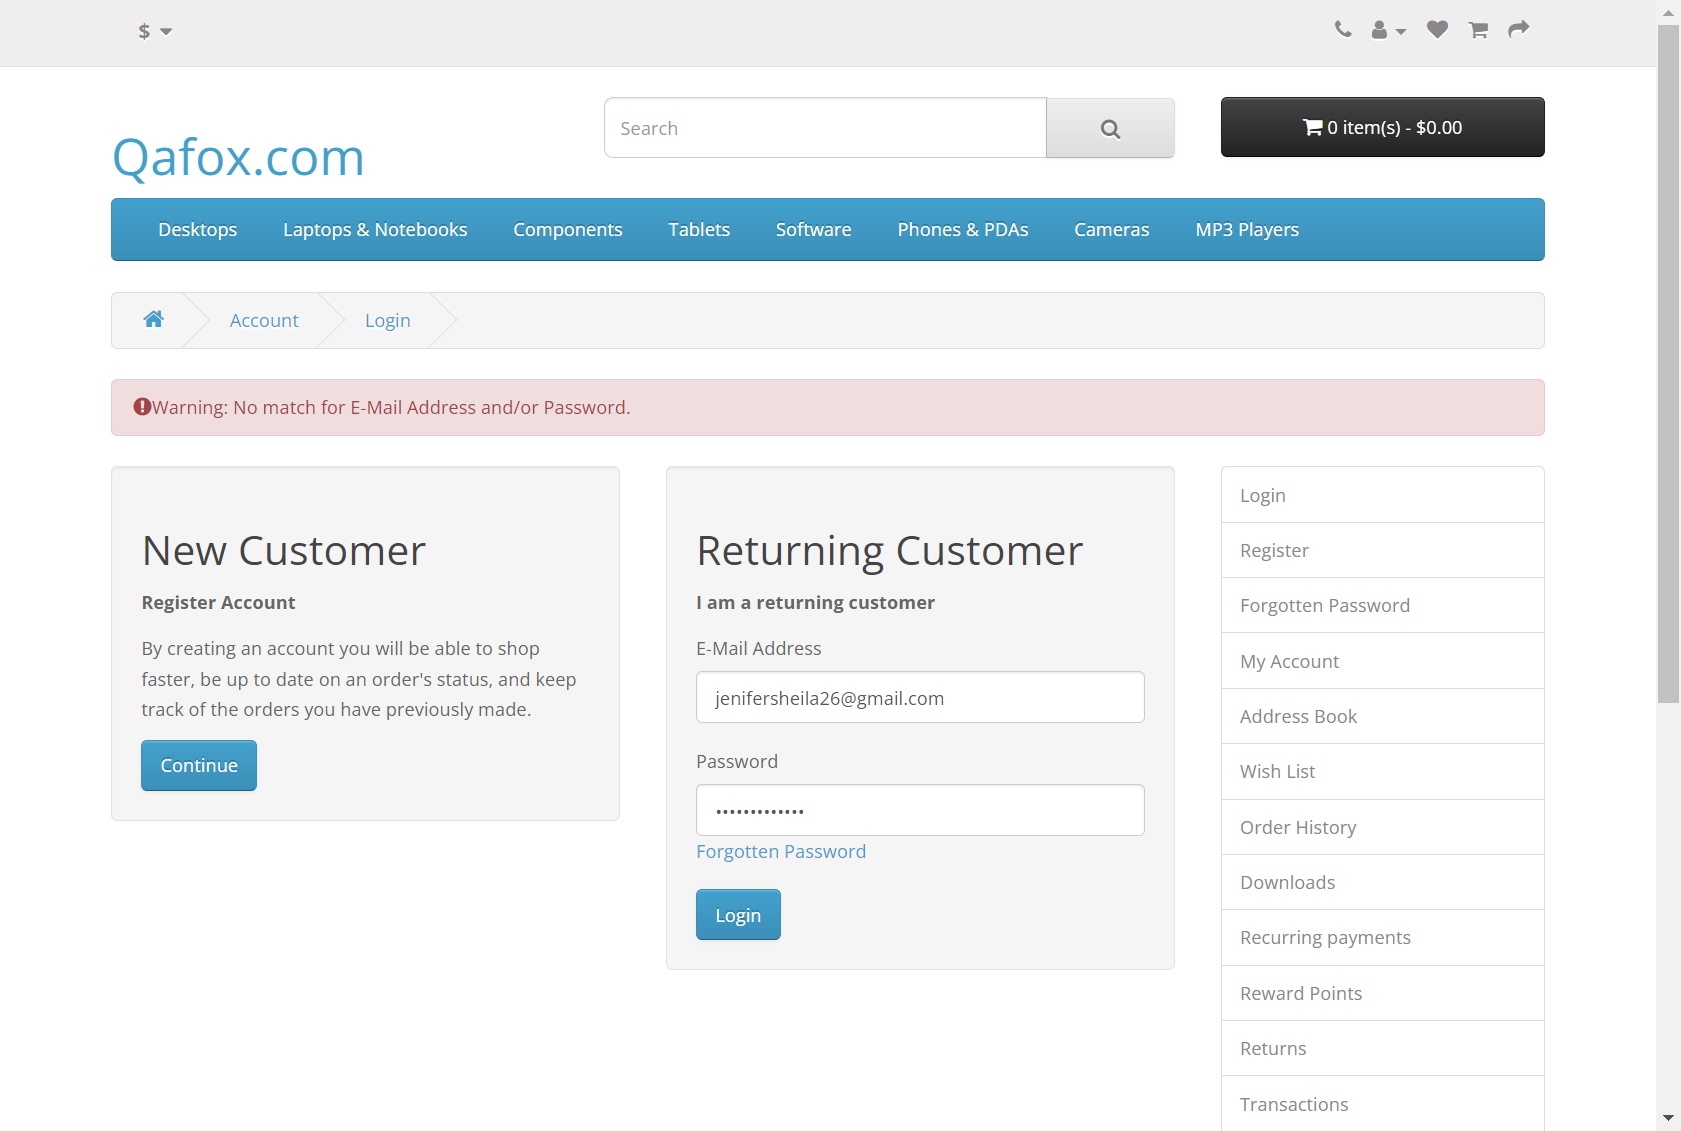 $
Search
0 item(s) - $0.00
Qafox.com
Desktops Laptops & Notebooks Components Tablets Software Phones & PDAs Cameras MP3 Players
Account Login
Warning: No match for E-Mail Address and/or Password.
New Customer
Register Account
By creating an account you will be able to shop
faster, be up to date on an order's status, and keep
track of the orders you have previously made.
Continue
Returning Customer
I am a returning customer
E-Mail Address
jenifersheila26@gmail.com
Password
•••••••••••••
Forgotten Password
Login
Login
Register
Forgotten Password
My Account
Address Book
Wish List
Order History
Downloads
Recurring payments
Reward Points
Returns
Transactions